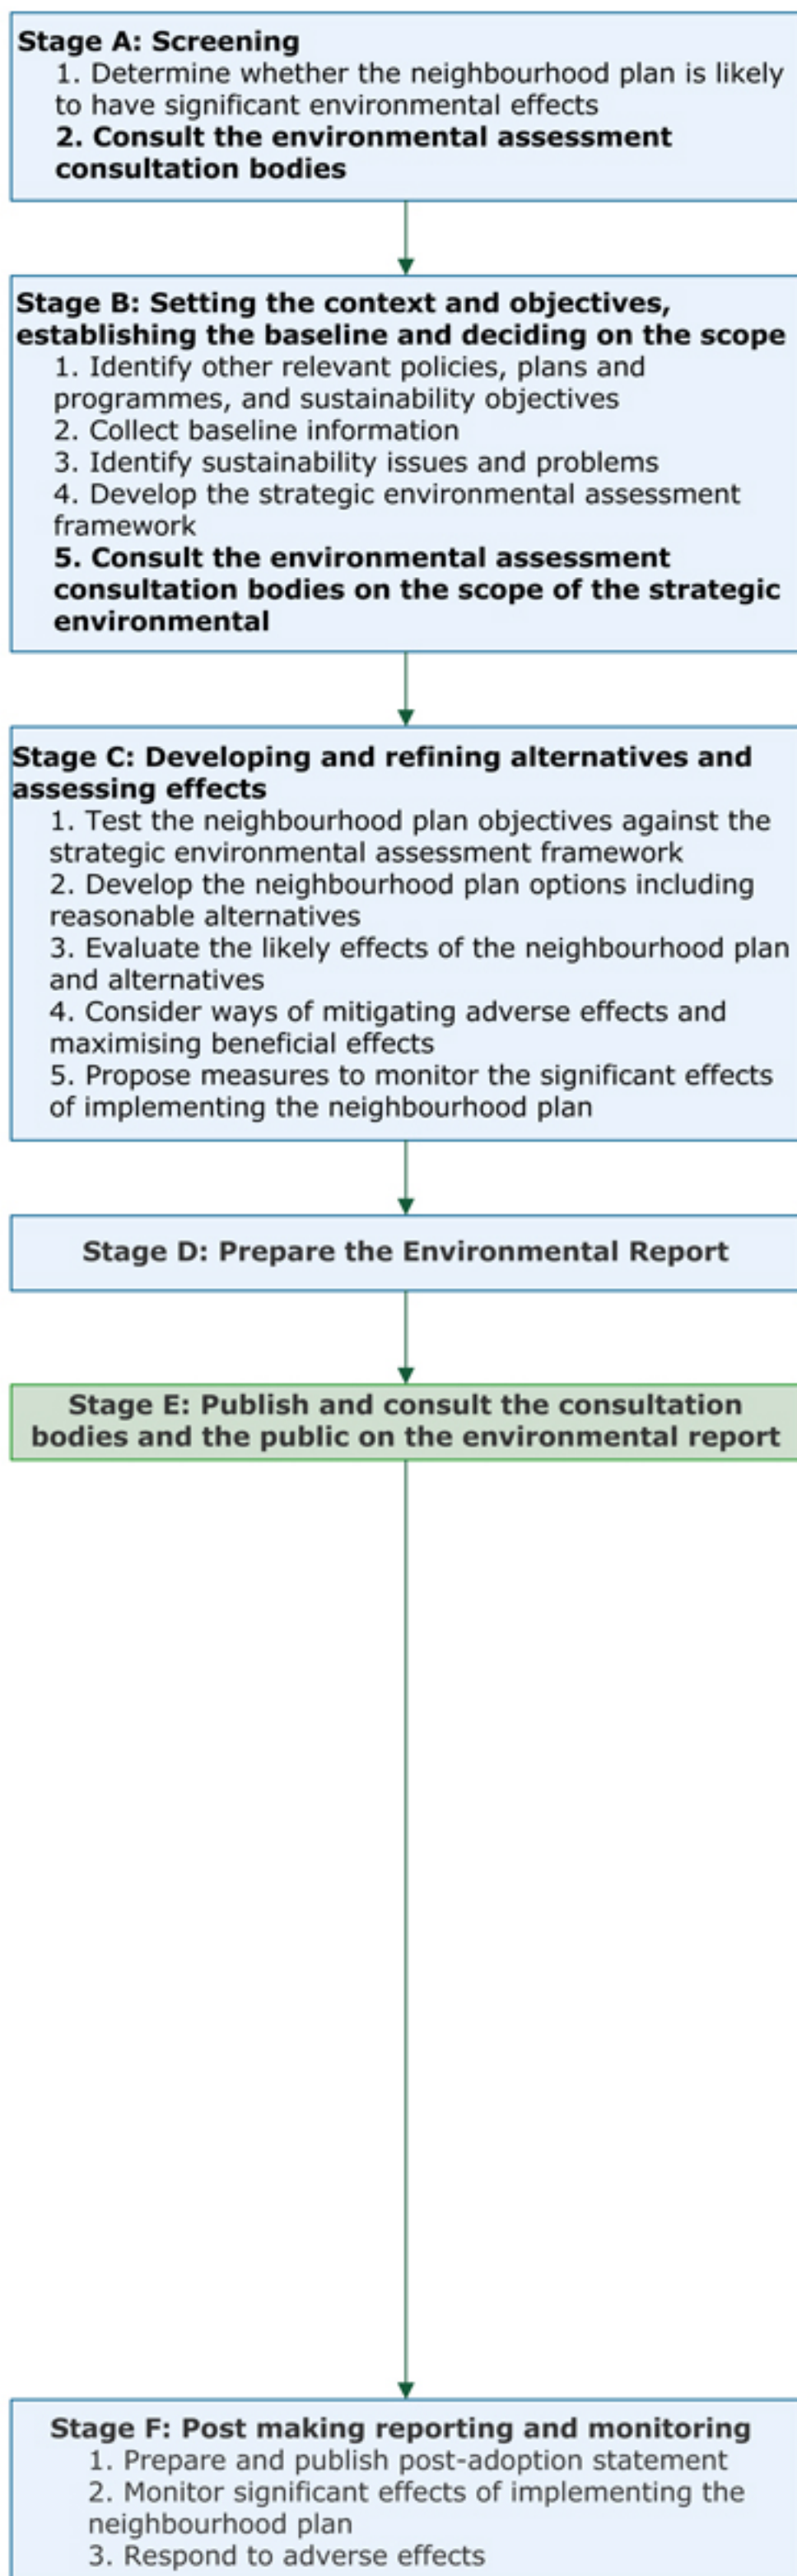 Stage A: Screening
1. Determine whether the neighbourhood plan is likely
to have significant environmental effects
2. Consult the environmental assessment
consultation bodies
Stage B: Setting the context and objectives,
establishing the baseline and deciding on the scope
1. Identify other relevant policies, plans and
programmes, and sustainability objectives
2. Collect baseline information
3. Identify sustainability issues and problems
4. Develop the strategic environmental assessment
framework
5. Consult the environmental assessment
consultation bodies on the scope of the strategic
environmental
Stage C: Developing and refining alternatives and
assessing effects
1. Test the neighbourhood plan objectives against the
strategic environmental assessment framework
2. Develop the neighbourhood plan options including
reasonable alternatives
3. Evaluate the likely effects of the neighbourhood plan
and alternatives
4. Consider ways of mitigating adverse effects and
maximising beneficial effects
5. Propose measures to monitor the significant effects
of implementing the neighbourhood plan
Stage D: Prepare the Environmental Report
Stage E: Publish and consult the consultation
bodies and the public on the environmental report
Stage F: Post making reporting and monitoring
1. Prepare and publish post-adoption statement
2. Monitor significant effects of implementing the
neighbourhood plan
3. Respond to adverse effects